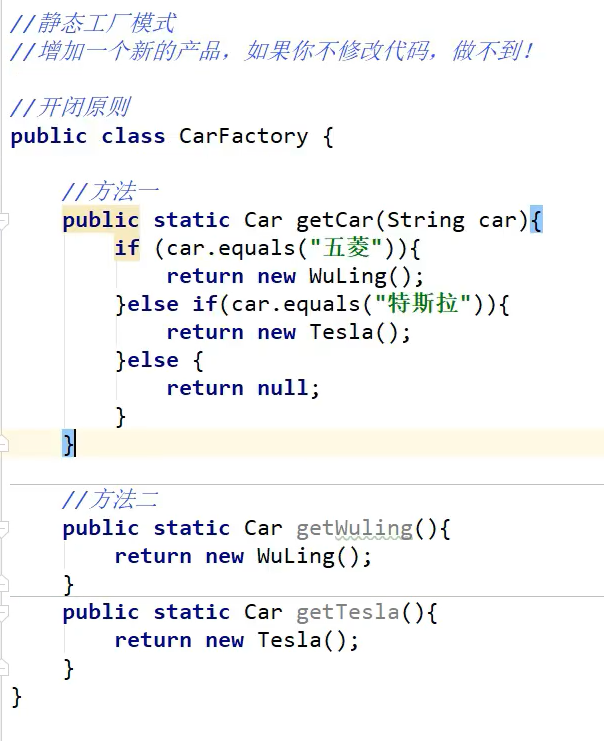 //静态工厂模式
//增加一个新的产品，如果你不修改代码，做不到！
//开闭原则
public class CarFactory {
//方法一
public static Car getCar(String car){
if (car.equals("五菱")){
return new WuLing();
}else if(car.equals("特斯拉")){
return new Tesla();
}else {
return null;
}
}
//方法二
public static Car getWuling(){
return new WuLing();
}
public static Car getTesla(){
return new Tesla();
}
}